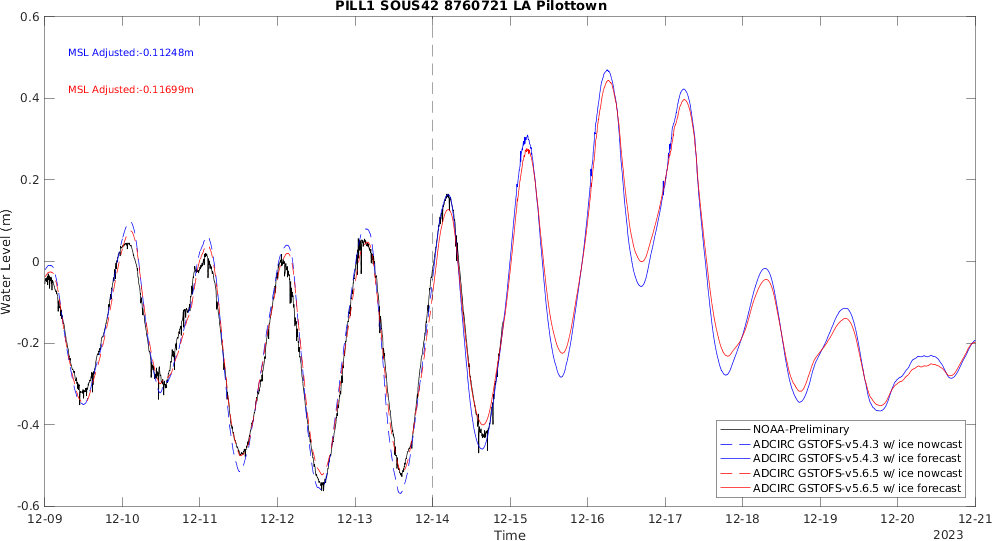 PILL1 SOUS42 8760721 LA Pilottown
MSL Adjusted:-0.11248m
MSL Adjusted:-0.11699m
Water Level (m)
0.6
0.4
0.2
0
-0.2
-0.4
-0.6
NOAA-Preliminary
ADCIRC GSTOFS-v5.4.3 w/ ice nowcast
ADCIRC GSTOFS-v5.4.3 w/ ice forecast
ADCIRC GSTOFS-v5.6.5 w/ ice nowcast
ADCIRC GSTOFS-v5.6.5 w/ ice forecast
12-09 12-10 12-11 12-12 12-13 12-14 12-15 12-16 12-17 12-18 12-19 12-20 12-21
Time
2023